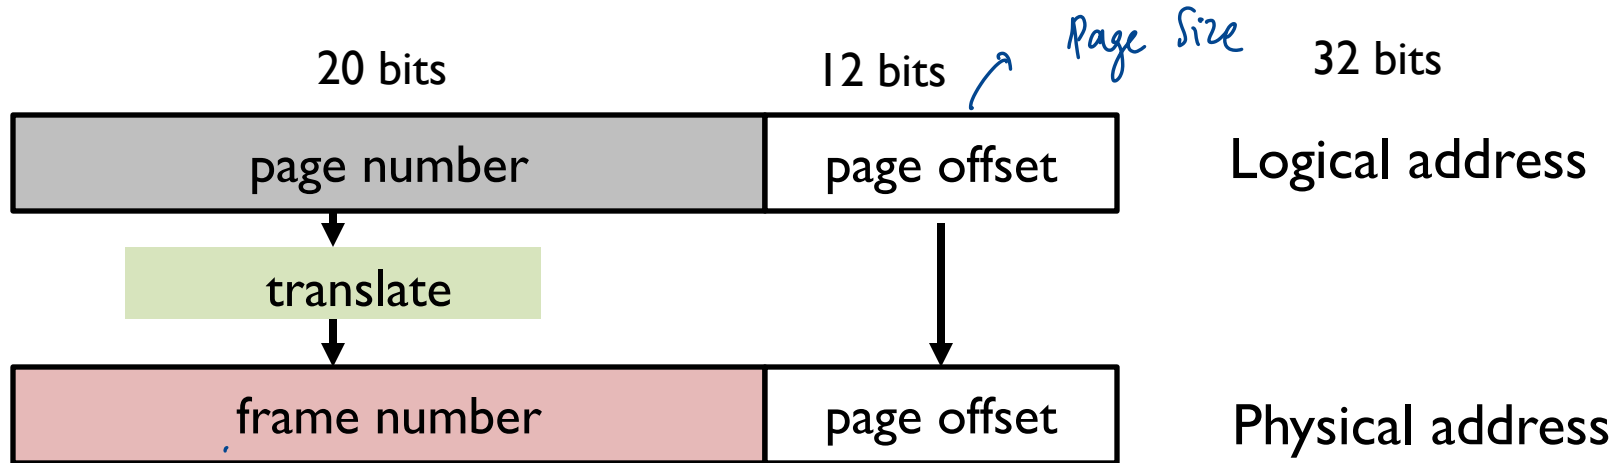 20 bits
12 bits
Page Size
32 bits
page number
page offset
Logical address
translate
frame number
page offset
Physical address